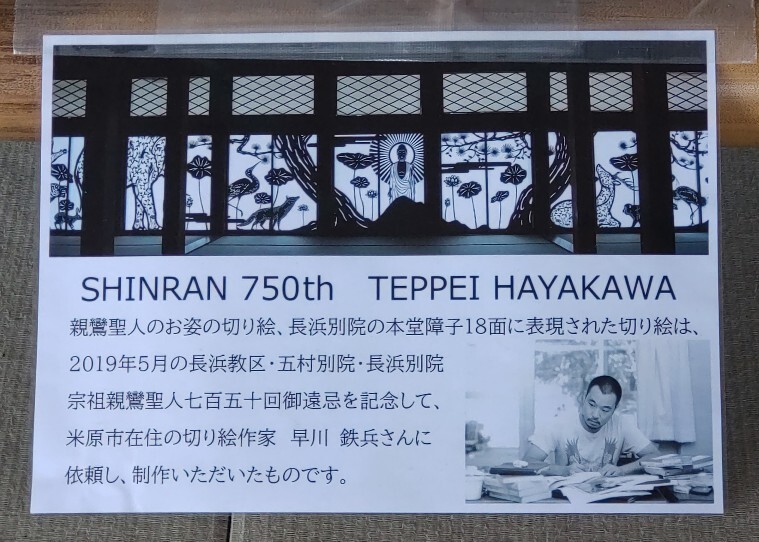 SHINRAN 750th TEPPEI HAYAKAWA
親鸞聖人のお姿の切り絵、長浜別院の本堂障子18面に表現された切り絵は、
2019年5月の長浜教区・五村別院・長浜別院
宗祖親鸞聖人七百五十回御遠忌を記念して、
米原市在住の切り絵作家 早川 鉄兵さんに
依頼し、制作いただいたものです。